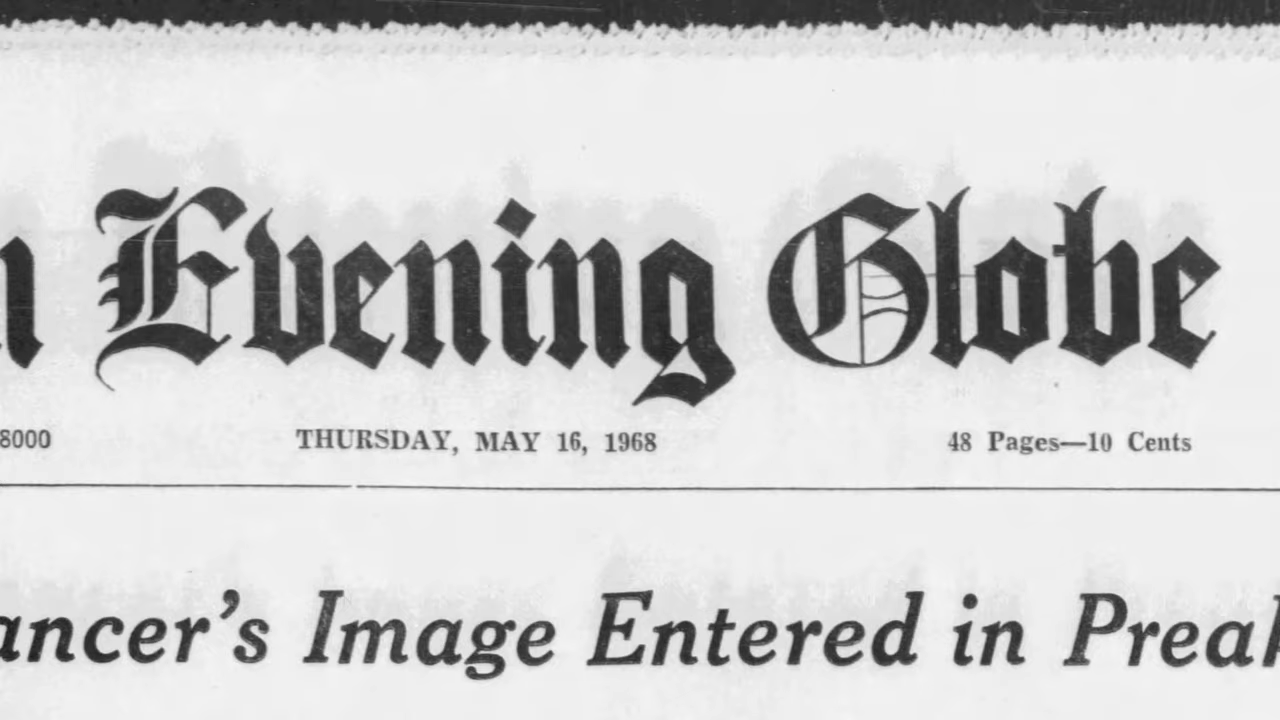 n Evening Globe
8000 THURSDAY, MAY 16, 1968 48 Pages—10 Cents
ancer's Image Entered in Preak